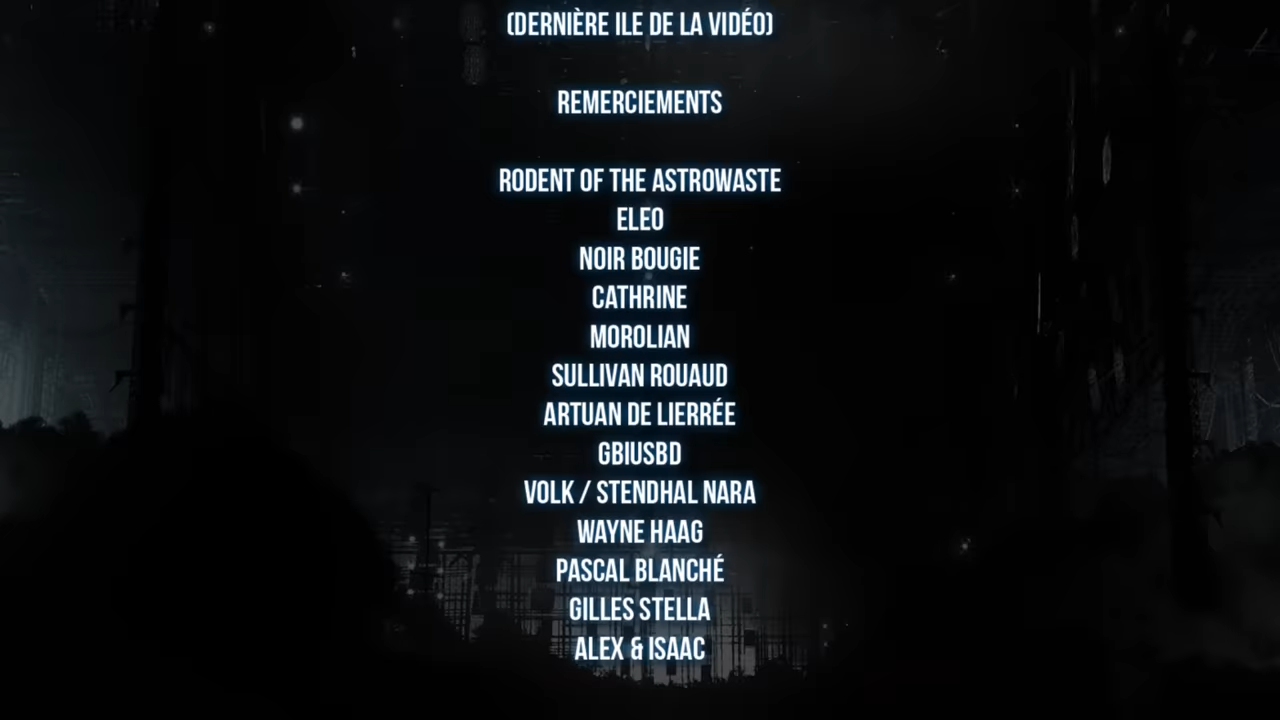 (DERNIÈRE ILE DE LA VIDÉO)
REMERCIEMENTS
RODENT OF THE ASTROWASTE
ELEO
NOIR BOUGIE
CATHRINE
MOROLIAN
SULLIVAN ROUAUD
ARTUAN DE LIERRÉE
GBIUSBD
VOLK / STENDHAL NARA
WAYNE HAAG
PASCAL BLANCHÉ
GILLES STELLA
ALEX & ISAAC